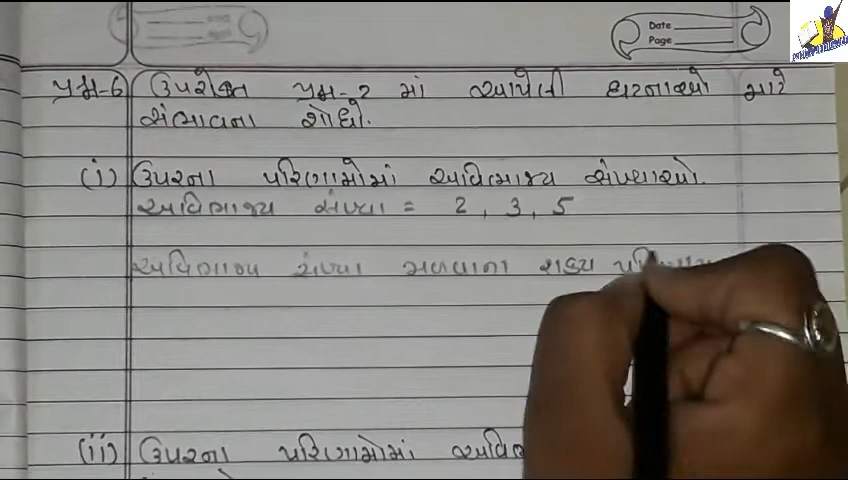 Date
Page
પ્રશ્ન-6 ઉપરોક્ત પ્રશ્ન-2 માં આપેલી ઘટનાઓ માટે
સંભાવના શોધો.
(i) ઉપરના પરિણામોમાં અવિભાજ્ય સંખ્યાઓ.
અવિભાજ્ય સંખ્યા = 2, 3, 5
અવિભાજ્ય સંખ્યા મળવાના શક્ય
(ii) ઉપરના પરિણામોમાં